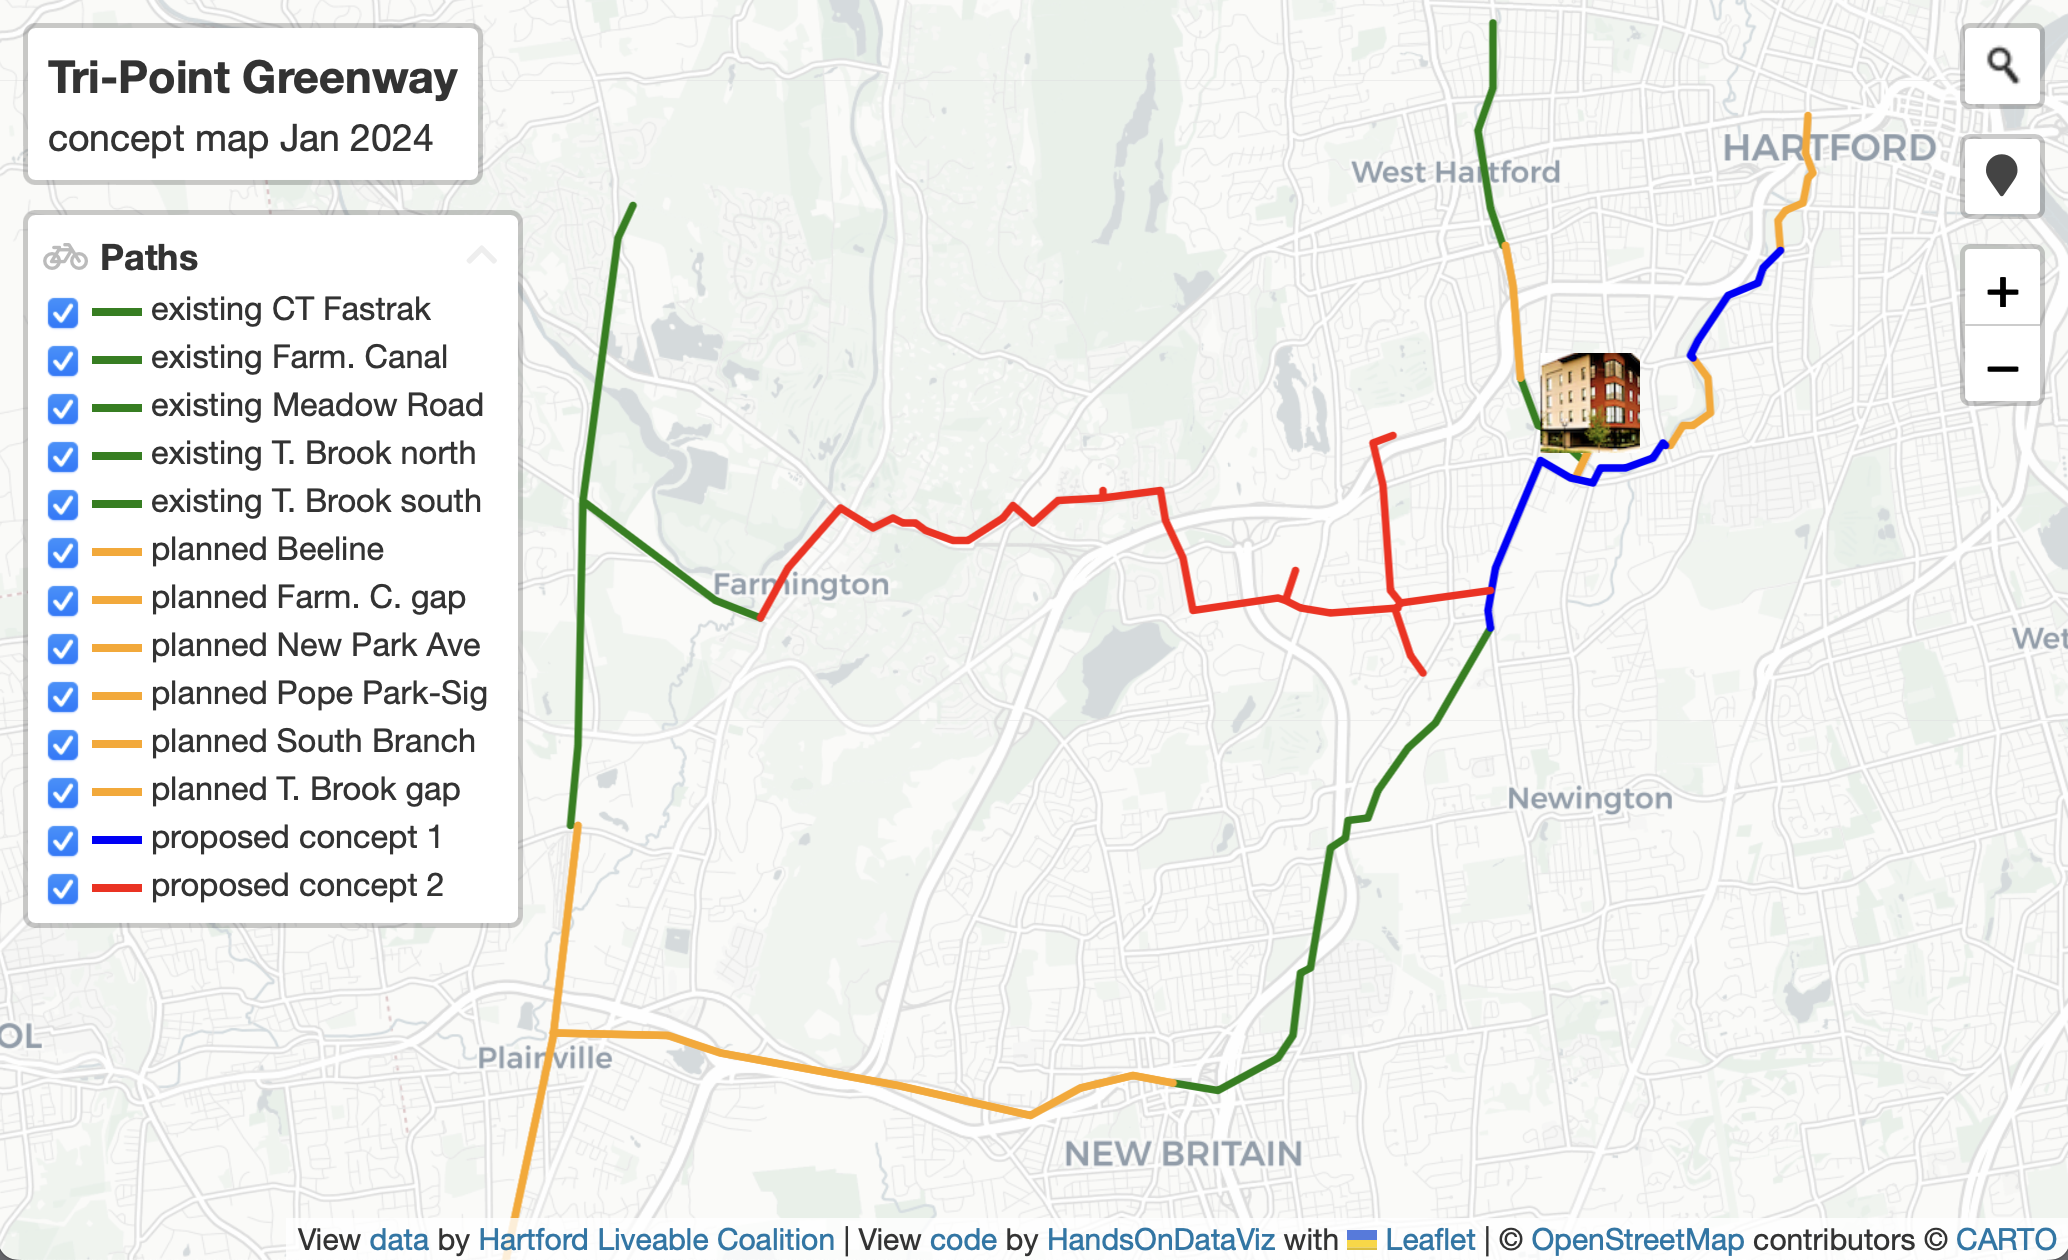 Tri-Point Greenway
concept map Jan 2024
Paths
existing CT Fastrak
existing Farm. Canal
existing Meadow Road
existing T. Brook north
existing T. Brook south
planned Beeline
planned Farm. C. gap
planned New Park Ave
planned Pope Park-Sig
planned South Branch
planned T. Brook gap
proposed concept 1
proposed concept 2
HARTFORD
West Hartford
+
−
Farmington
Wet
Newington
OL
Plainville
NEW BRITAIN
View data by Hartford Liveable Coalition | View code by HandsOnDataViz with Leaflet | © OpenStreetMap contributors © CARTO